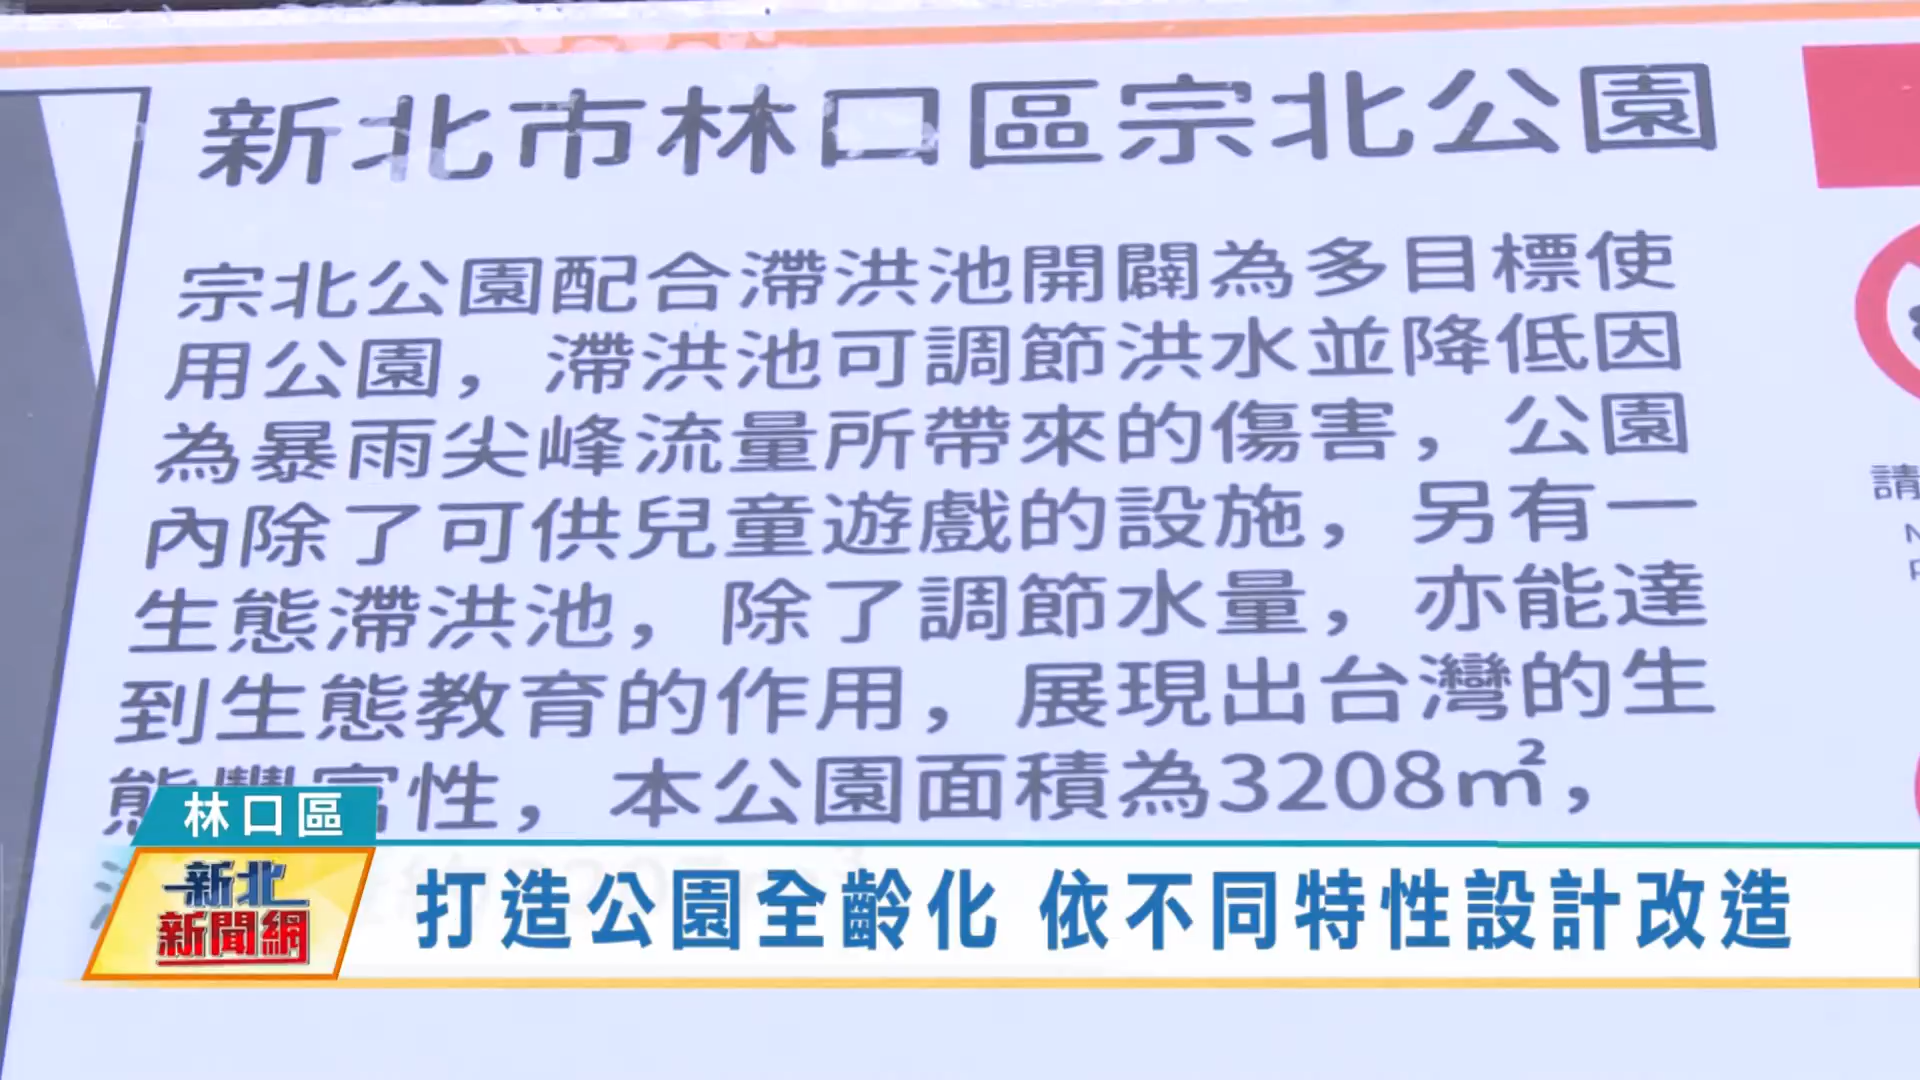 新北市林口區宗北公園
宗北公園配合滯洪池開闢為多目標使
用公園，滯洪池可調節洪水並降低因
為暴雨尖峰流量所帶來的傷害，公園
內除了可供兒童遊戲的設施，另有一
生態滯洪池，除了調節水量，亦能達
到生態教育的作用，展現出台灣的生
態豐富性，本公園面積為3208㎡，
請
林口區
新北
新聞網
打造公園全齡化 依不同特性設計改造